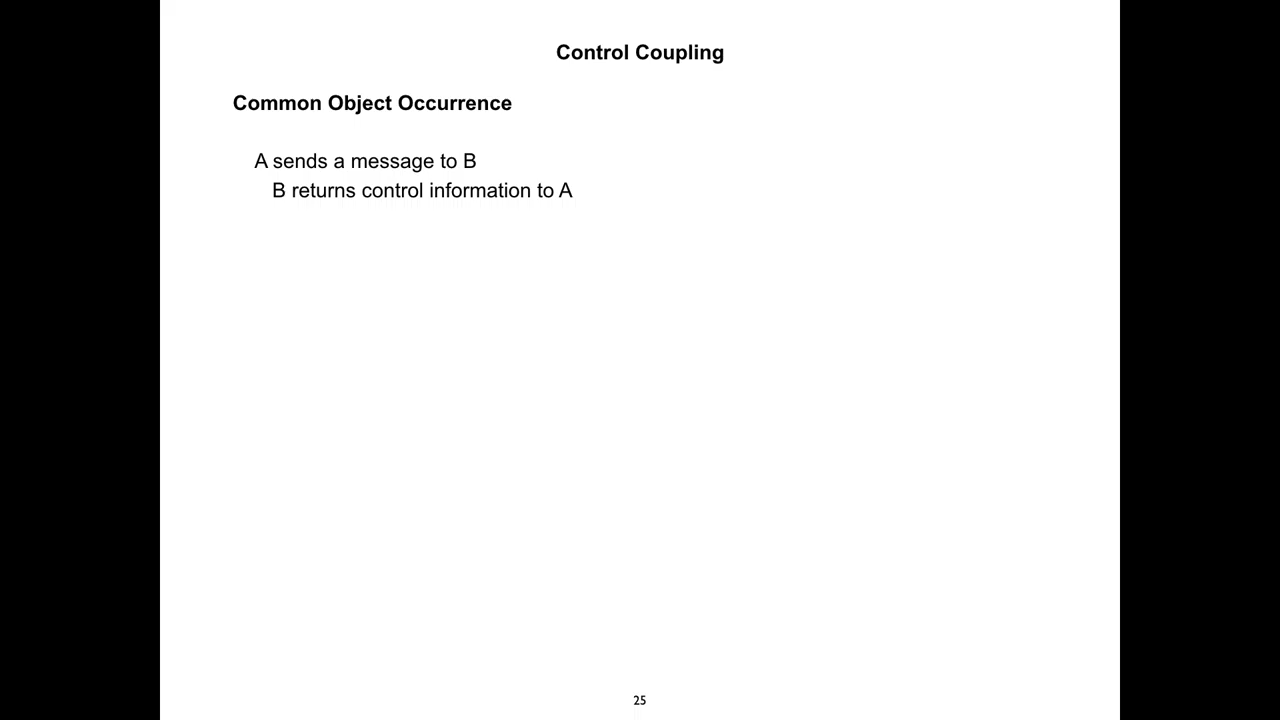 Control Coupling
Common Object Occurrence
A sends a message to B
B returns control information to A
25